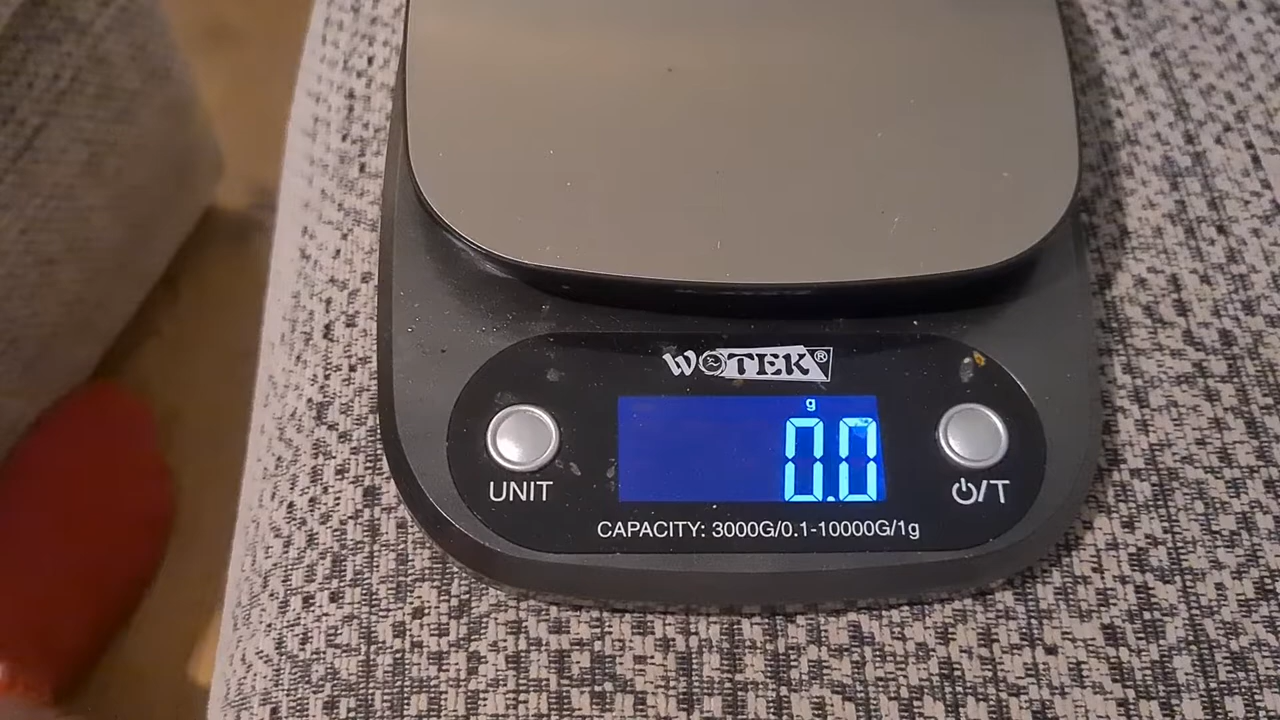 WOTEK®
g
0.0
UNIT
⏻/T
CAPACITY: 3000G/0.1-10000G/1g